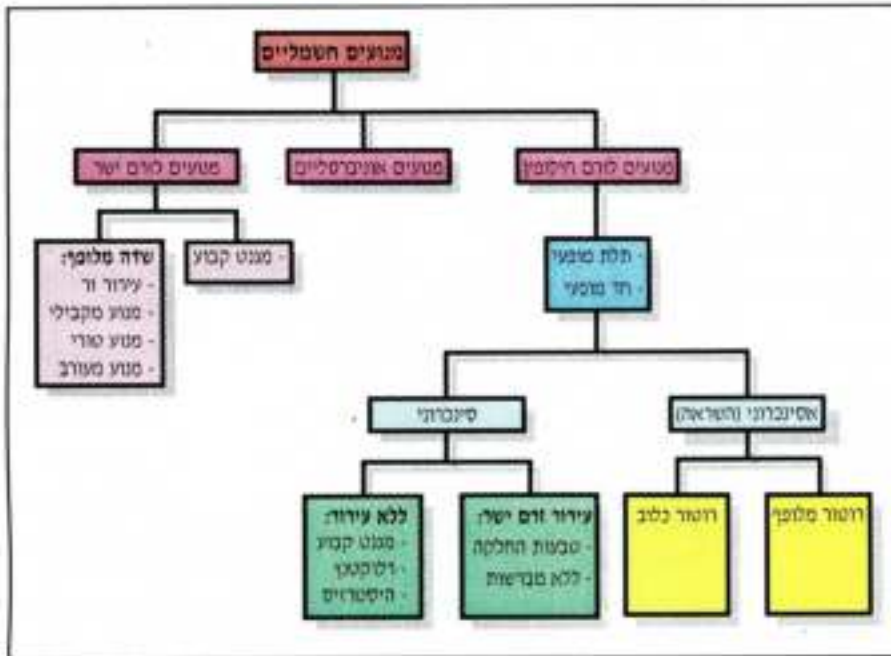 מנועים חשמליים
מנועים לזרם חילופין
מנועים אוניברסליים
מנועים לזרם ישר
- תלת מופעי
- חד מופעי
- מגנט קבוע
שדה מלופף:
- עירור זר
- מנוע מקבילי
- מנוע טורי
- מנוע מעורב
אסינכרוני (השראה)
סינכרוני
רוטור מלופף
רוטור כלוב
עירור זרם ישר:
- טבעות החלקה
- ללא מברשות
ללא עירור:
- מגנט קבוע
- רלוקטנץ
- היסטרזיס